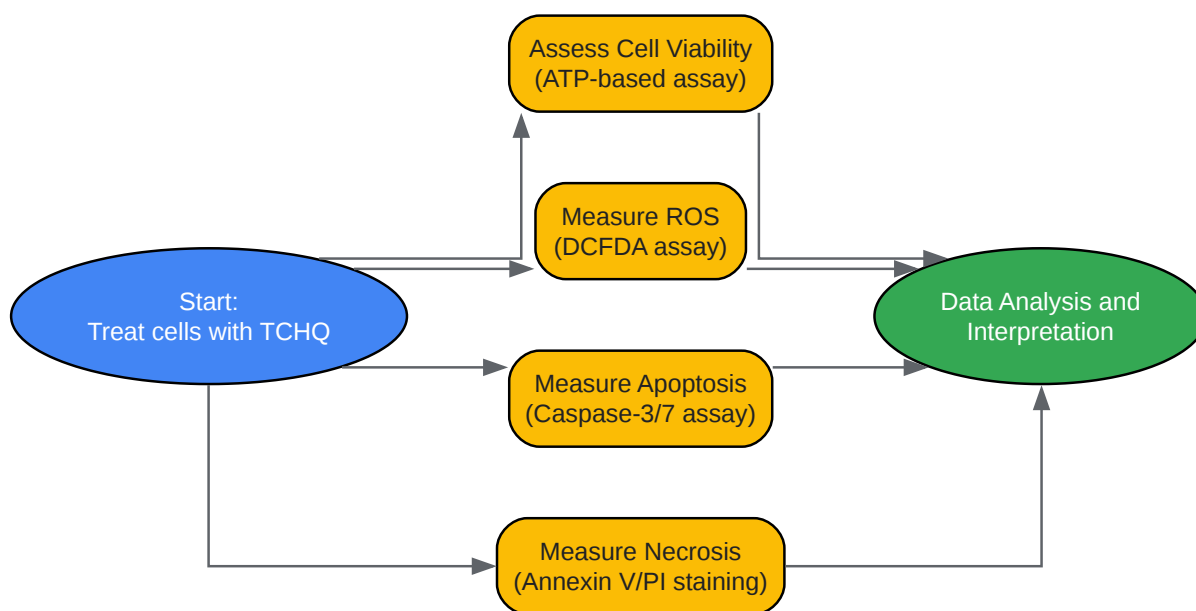 Assess Cell Viability
(ATP-based assay)
Measure ROS
(DCFDA assay)
Start:
Treat cells with TCHQ
Data Analysis and
Interpretation
Measure Apoptosis
(Caspase-3/7 assay)
Measure Necrosis
(Annexin V/PI staining)